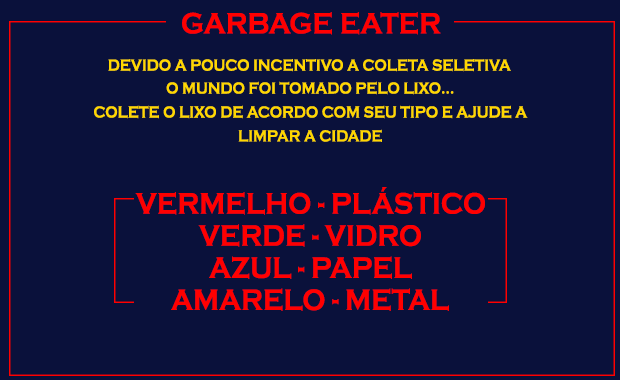 GARBAGE EATER
DEVIDO A POUCO INCENTIVO A COLETA SELETIVA
O MUNDO FOI TOMADO PELO LIXO...
COLETE O LIXO DE ACORDO COM SEU TIPO E AJUDE A
LIMPAR A CIDADE
VERMELHO - PLÁSTICO
VERDE - VIDRO
AZUL - PAPEL
AMARELO - METAL